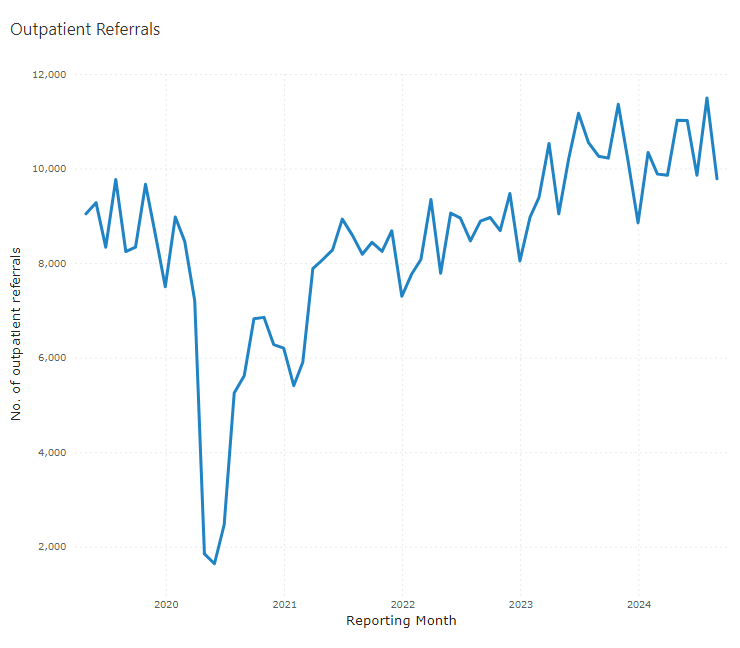 Outpatient Referrals
12,000
10,000
8,000
6,000
4,000
2,000
No. of outpatient referrals
2020 2021 2022 2023 2024
Reporting Month